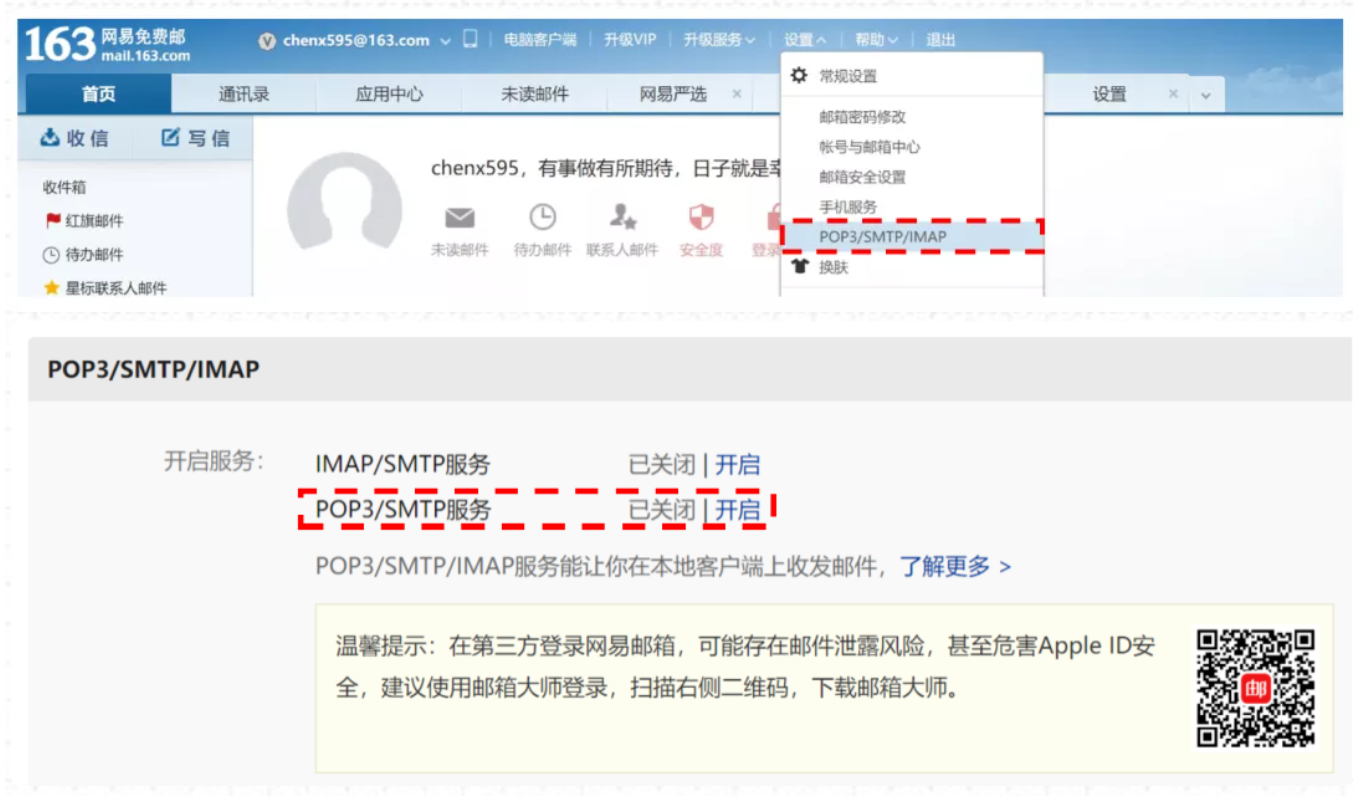 163 网易免费邮
mail.163.com
chenx595@163.com
电脑客户端 | 升级VIP | 升级服务 | 设置 | 帮助 | 退出
首页
通讯录
应用中心
未读邮件
网易严选 ×
设置 ×
常规设置
邮箱密码修改
帐号与邮箱中心
邮箱安全设置
手机服务
POP3/SMTP/IMAP
换肤
收信
写信
收件箱
红旗邮件
待办邮件
星标联系人邮件
chenx595，有事做有所期待，日子就是
未读邮件
待办邮件
联系人邮件
安全度
登录
POP3/SMTP/IMAP
开启服务：
IMAP/SMTP服务 已关闭 | 开启
POP3/SMTP服务 已关闭 | 开启
POP3/SMTP/IMAP服务能让你在本地客户端上收发邮件，了解更多 >
温馨提示：在第三方登录网易邮箱，可能存在邮件泄露风险，甚至危害Apple ID安
全，建议使用邮箱大师登录，扫描右侧二维码，下载邮箱大师。
邮